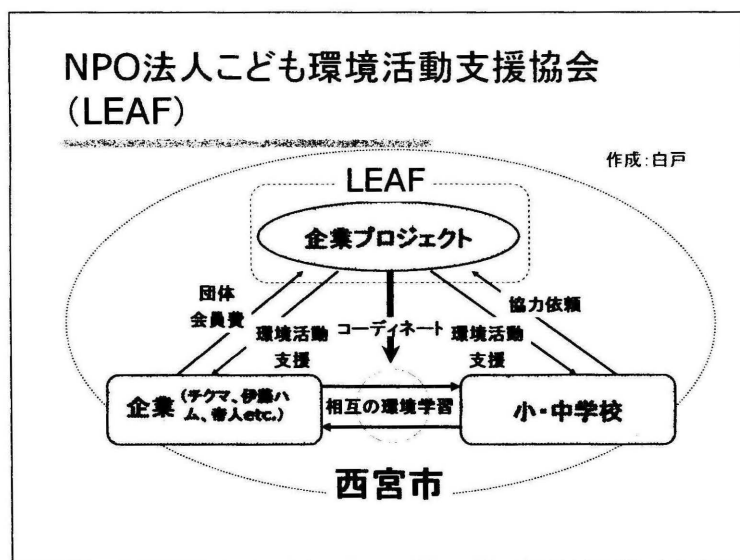 NPO法人こども環境活動支援協会
(LEAF)
作成:白戸
LEAF
企業プロジェクト
団体
会員費
環境活動
支援
コーディネート
環境活動
支援
協力依頼
企業(チクマ、伊藤ハ
ム、帝人etc.)
相互の環境学習
小・中学校
西宮市